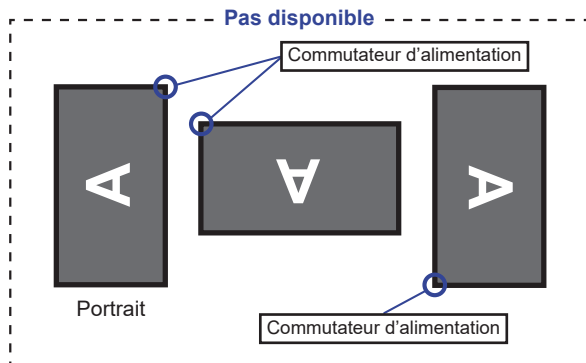 Pas disponible
Commutateur d'alimentation
A
A
A
Portrait
Commutateur d'alimentation